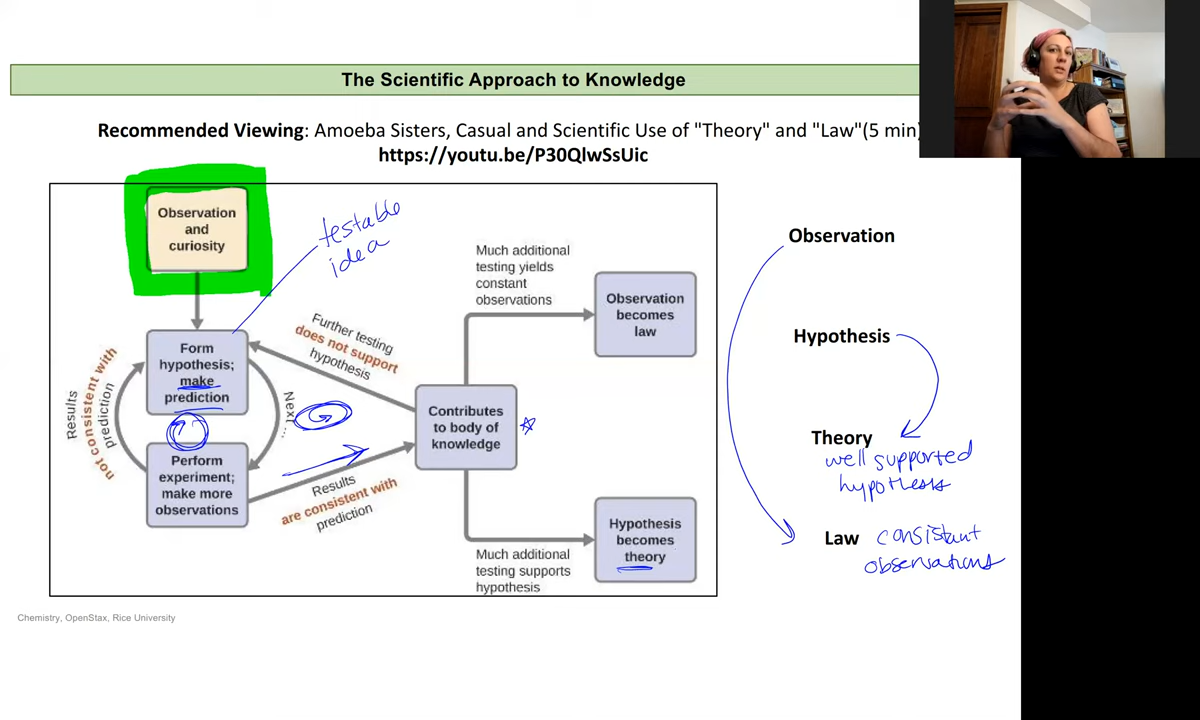 The Scientific Approach to Knowledge
Recommended Viewing: Amoeba Sisters, Casual and Scientific Use of "Theory" and "Law"(5 min)
https://youtu.be/P30QlwSsUic
Observation
and
curiosity
testable
idea
Form
hypothesis;
make
prediction
Results
not consistent with
prediction
Next...
Perform
experiment;
make more
observations
Further testing
does not support
hypothesis
Results
are consistent with
prediction
Contributes
to body of
knowledge
Much additional
testing yields
constant
observations
Observation
becomes
law
Much additional
testing supports
hypothesis
Hypothesis
becomes
theory
Observation
Hypothesis
Theory
well supported
hypothesis
Law consistant
observations
Chemistry, OpenStax, Rice University